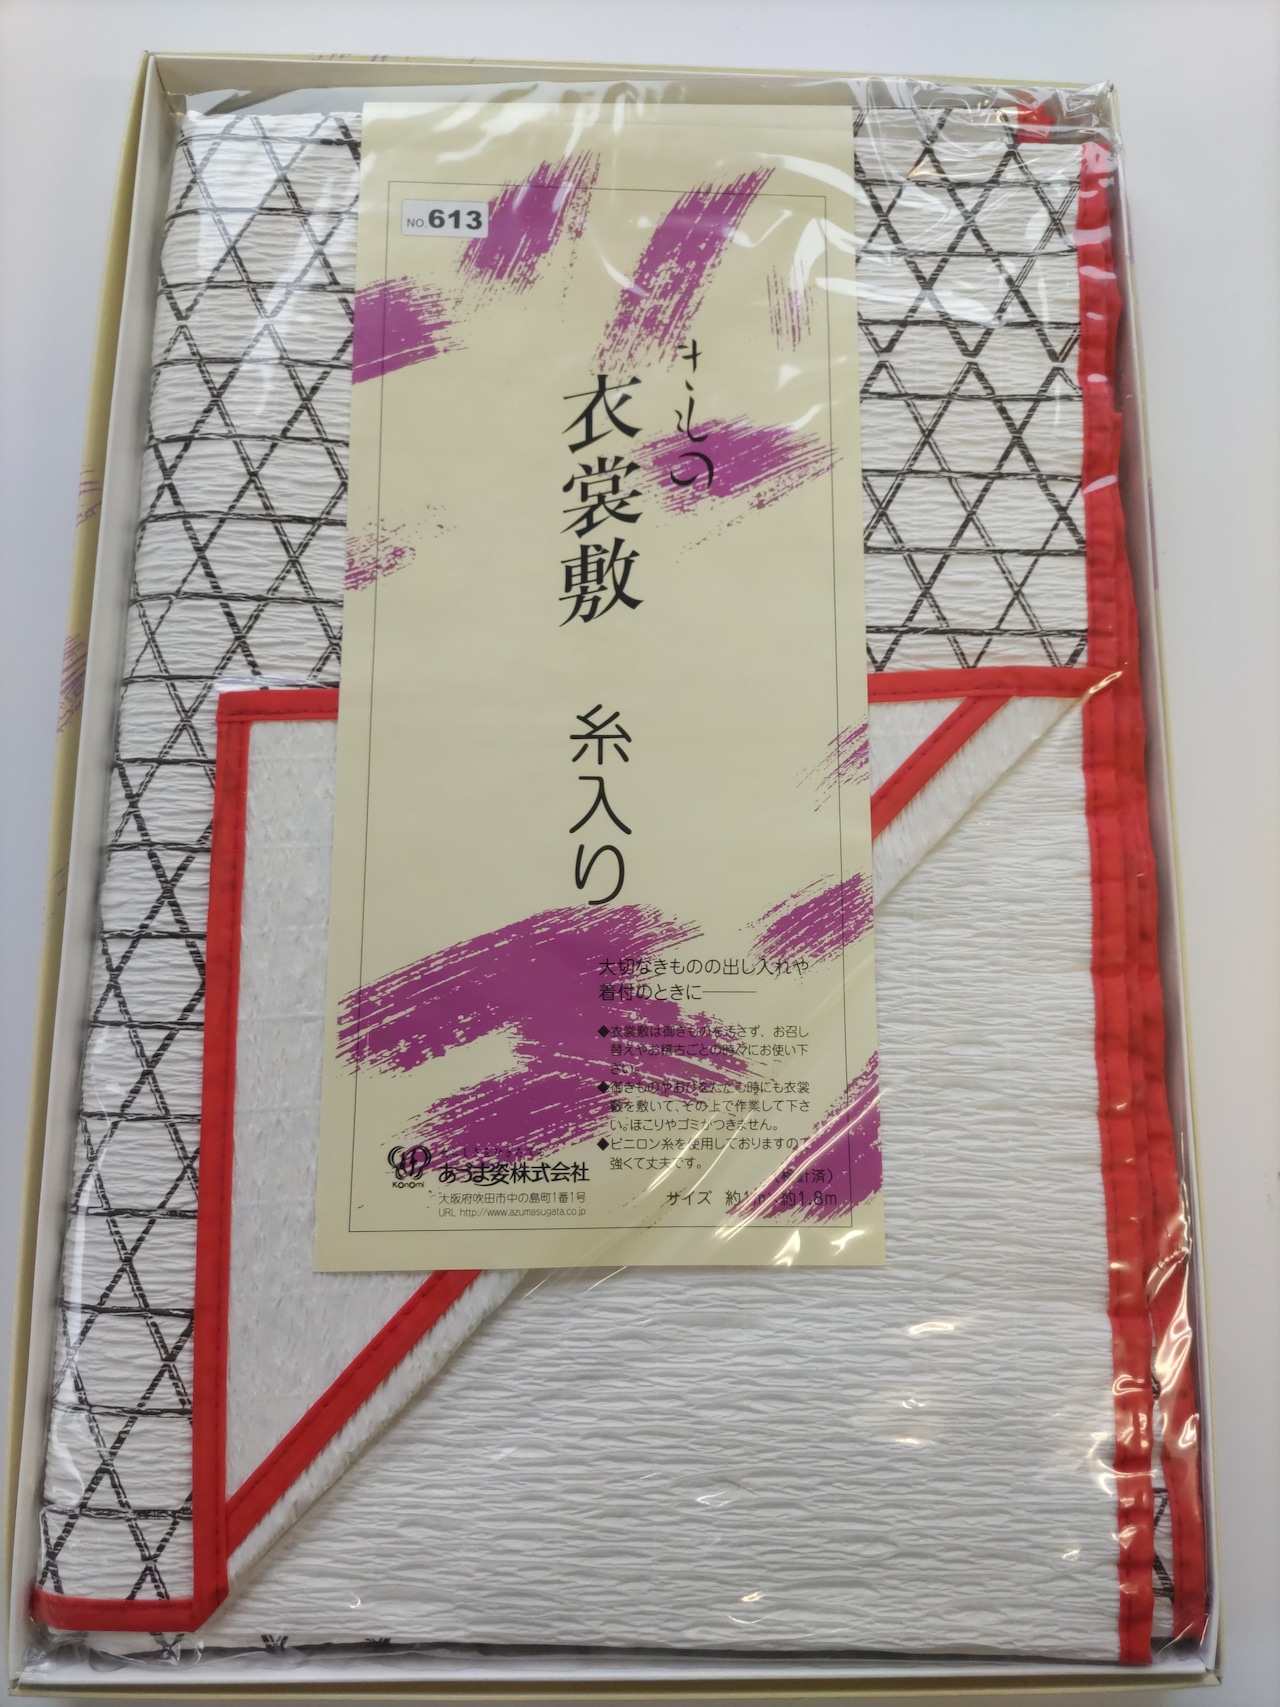 NO.613
きもの
衣裳敷 糸入り
大切なきものの出し入れや
着付のときに――
◆衣裳敷は御きものを汚さず、お召し
替えやお稽古ごとの時々にお使い下
さい。
◆御きものやおびをたたむ時にも衣裳
敷を敷いて、その上で作業して下さ
い。ほこりやゴミがつきません。
◆ビニロン糸を使用しておりますので
強くて丈夫です。
サイズ 約1m 約1.8m
Konomi
あづま姿株式会社
大阪府吹田市中の島町1番1号
URL http://www.azumasugata.co.jp